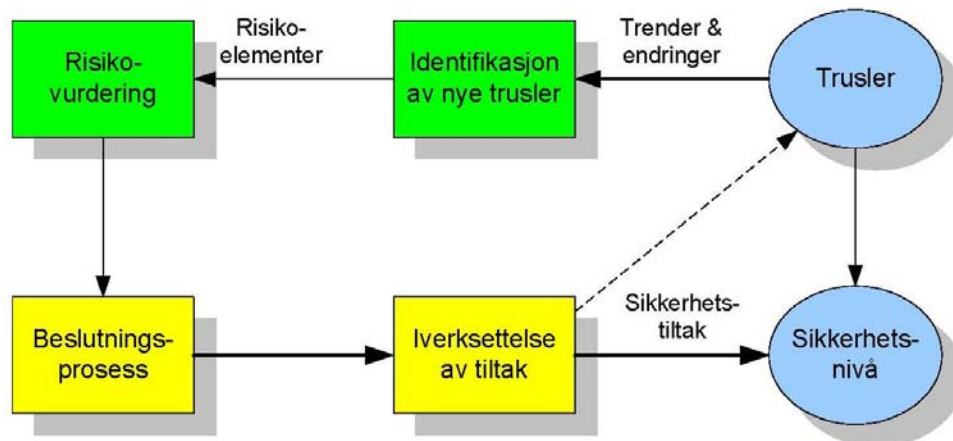 Risiko-
vurdering
Risiko-
elementer
Identifikasjon
av nye trusler
Trender &
endringer
Trusler
Beslutnings-
prosess
Iverksettelse
av tiltak
Sikkerhets-
tiltak
Sikkerhets-
nivå